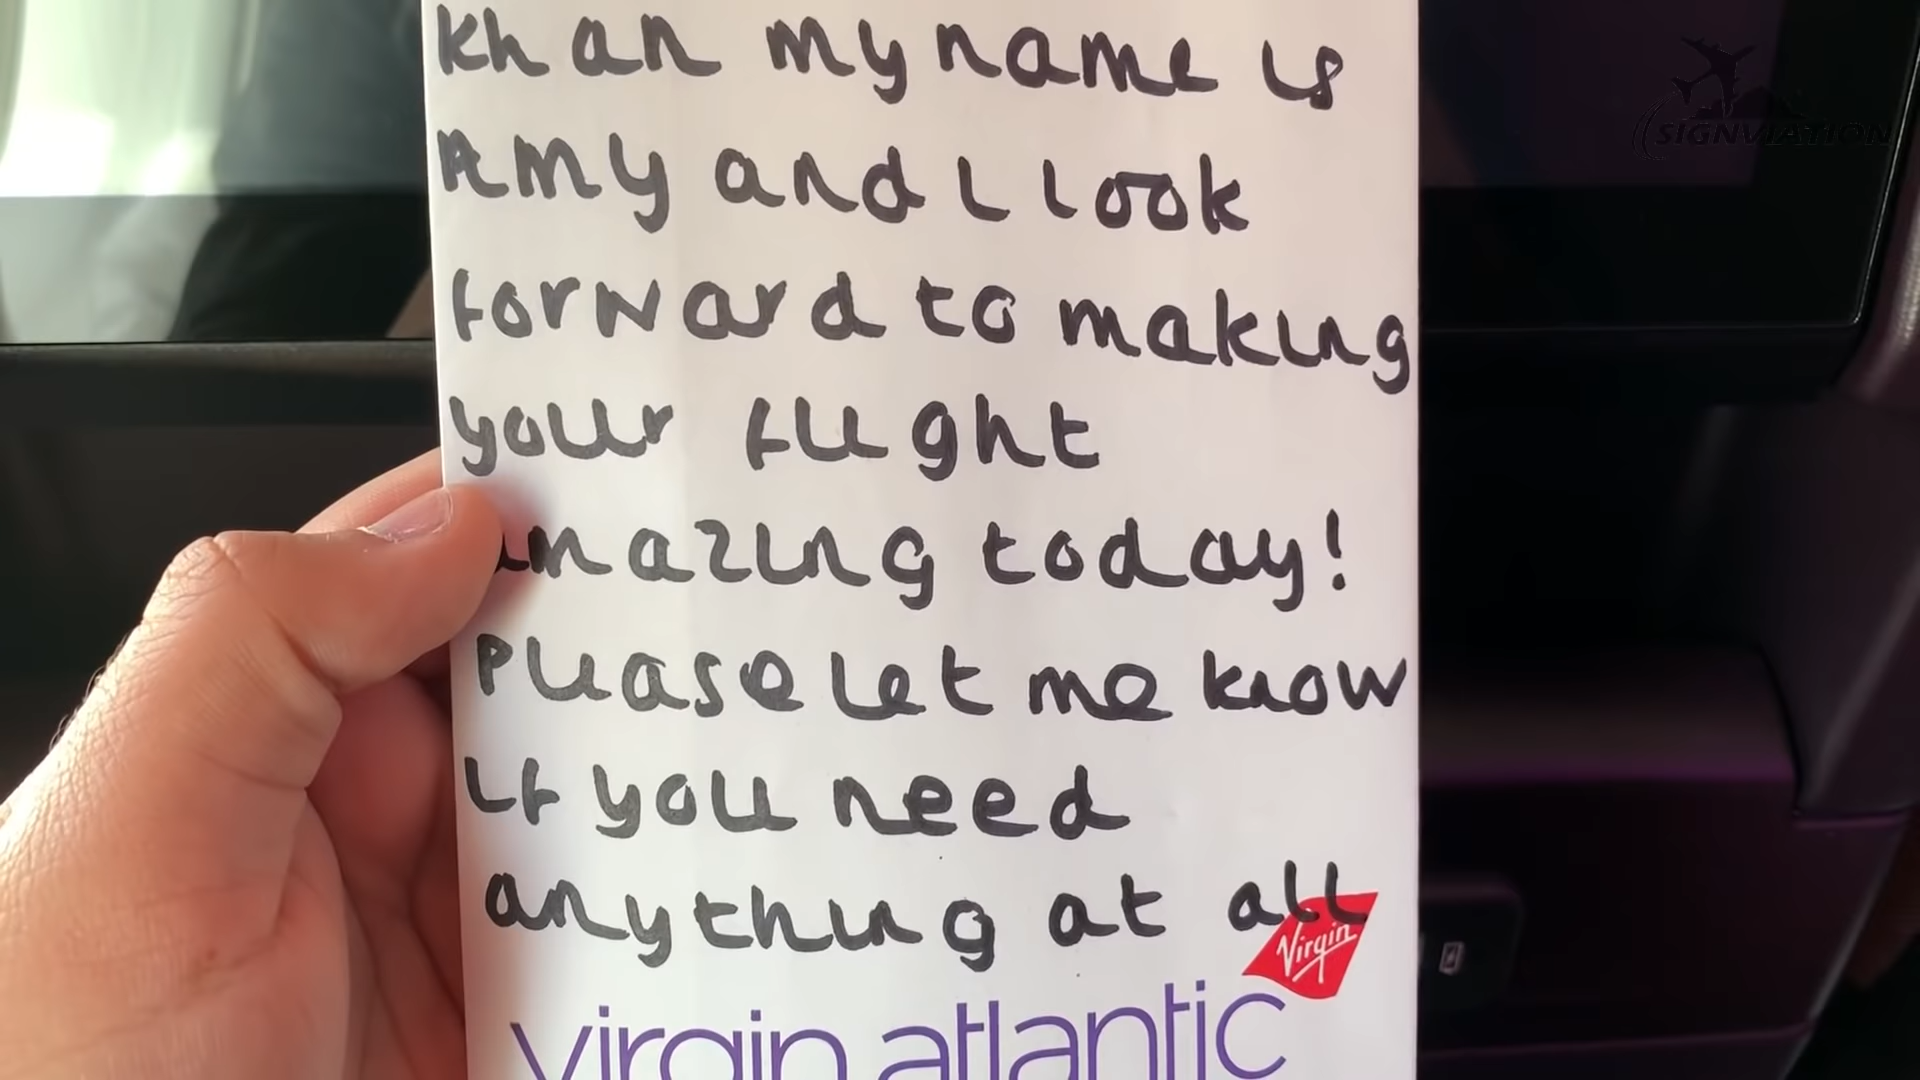 Khan my name is
Amy and I look
forward to making
your flight
amazing today!
Please let me know
if you need
anything at all
Virgin
virgin atlantic
SIGNVIATION